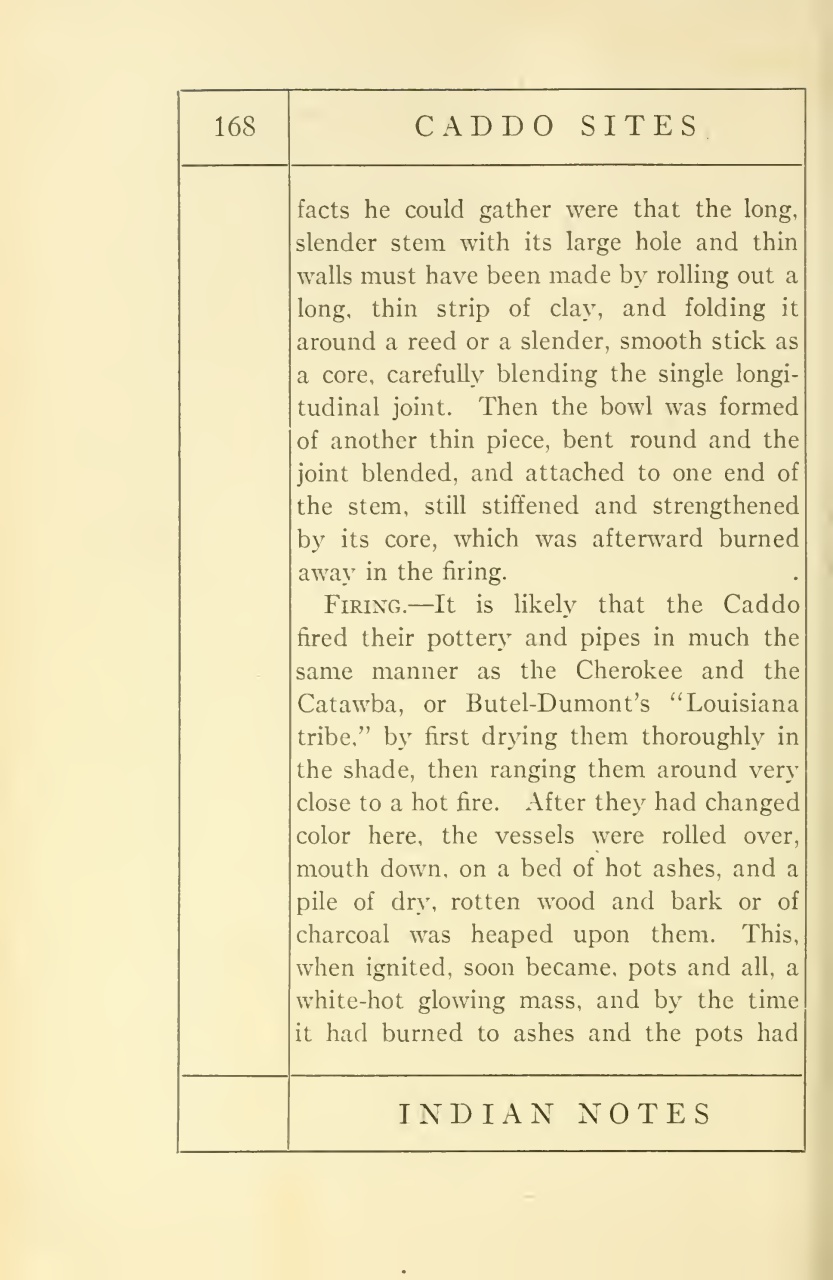 168
CADDO SITES
facts he could gather were that the long,
slender stem with its large hole and thin
walls must have been made by rolling out a
long, thin strip of clay, and folding it
around a reed or a slender, smooth stick as
a core, carefully blending the single longi-
tudinal joint. Then the bowl was formed
of another thin piece, bent round and the
joint blended, and attached to one end of
the stem, still stiffened and strengthened
by its core, which was afterward burned
away in the firing.
FIRING.—It is likely that the Caddo
fired their pottery and pipes in much the
same manner as the Cherokee and the
Catawba, or Butel-Dumont's “Louisiana
tribe,” by first drying them thoroughly in
the shade, then ranging them around very
close to a hot fire. After they had changed
color here, the vessels were rolled over,
mouth down, on a bed of hot ashes, and a
pile of dry, rotten wood and bark or of
charcoal was heaped upon them. This,
when ignited, soon became, pots and all, a
white-hot glowing mass, and by the time
it had burned to ashes and the pots had
INDIAN NOTES